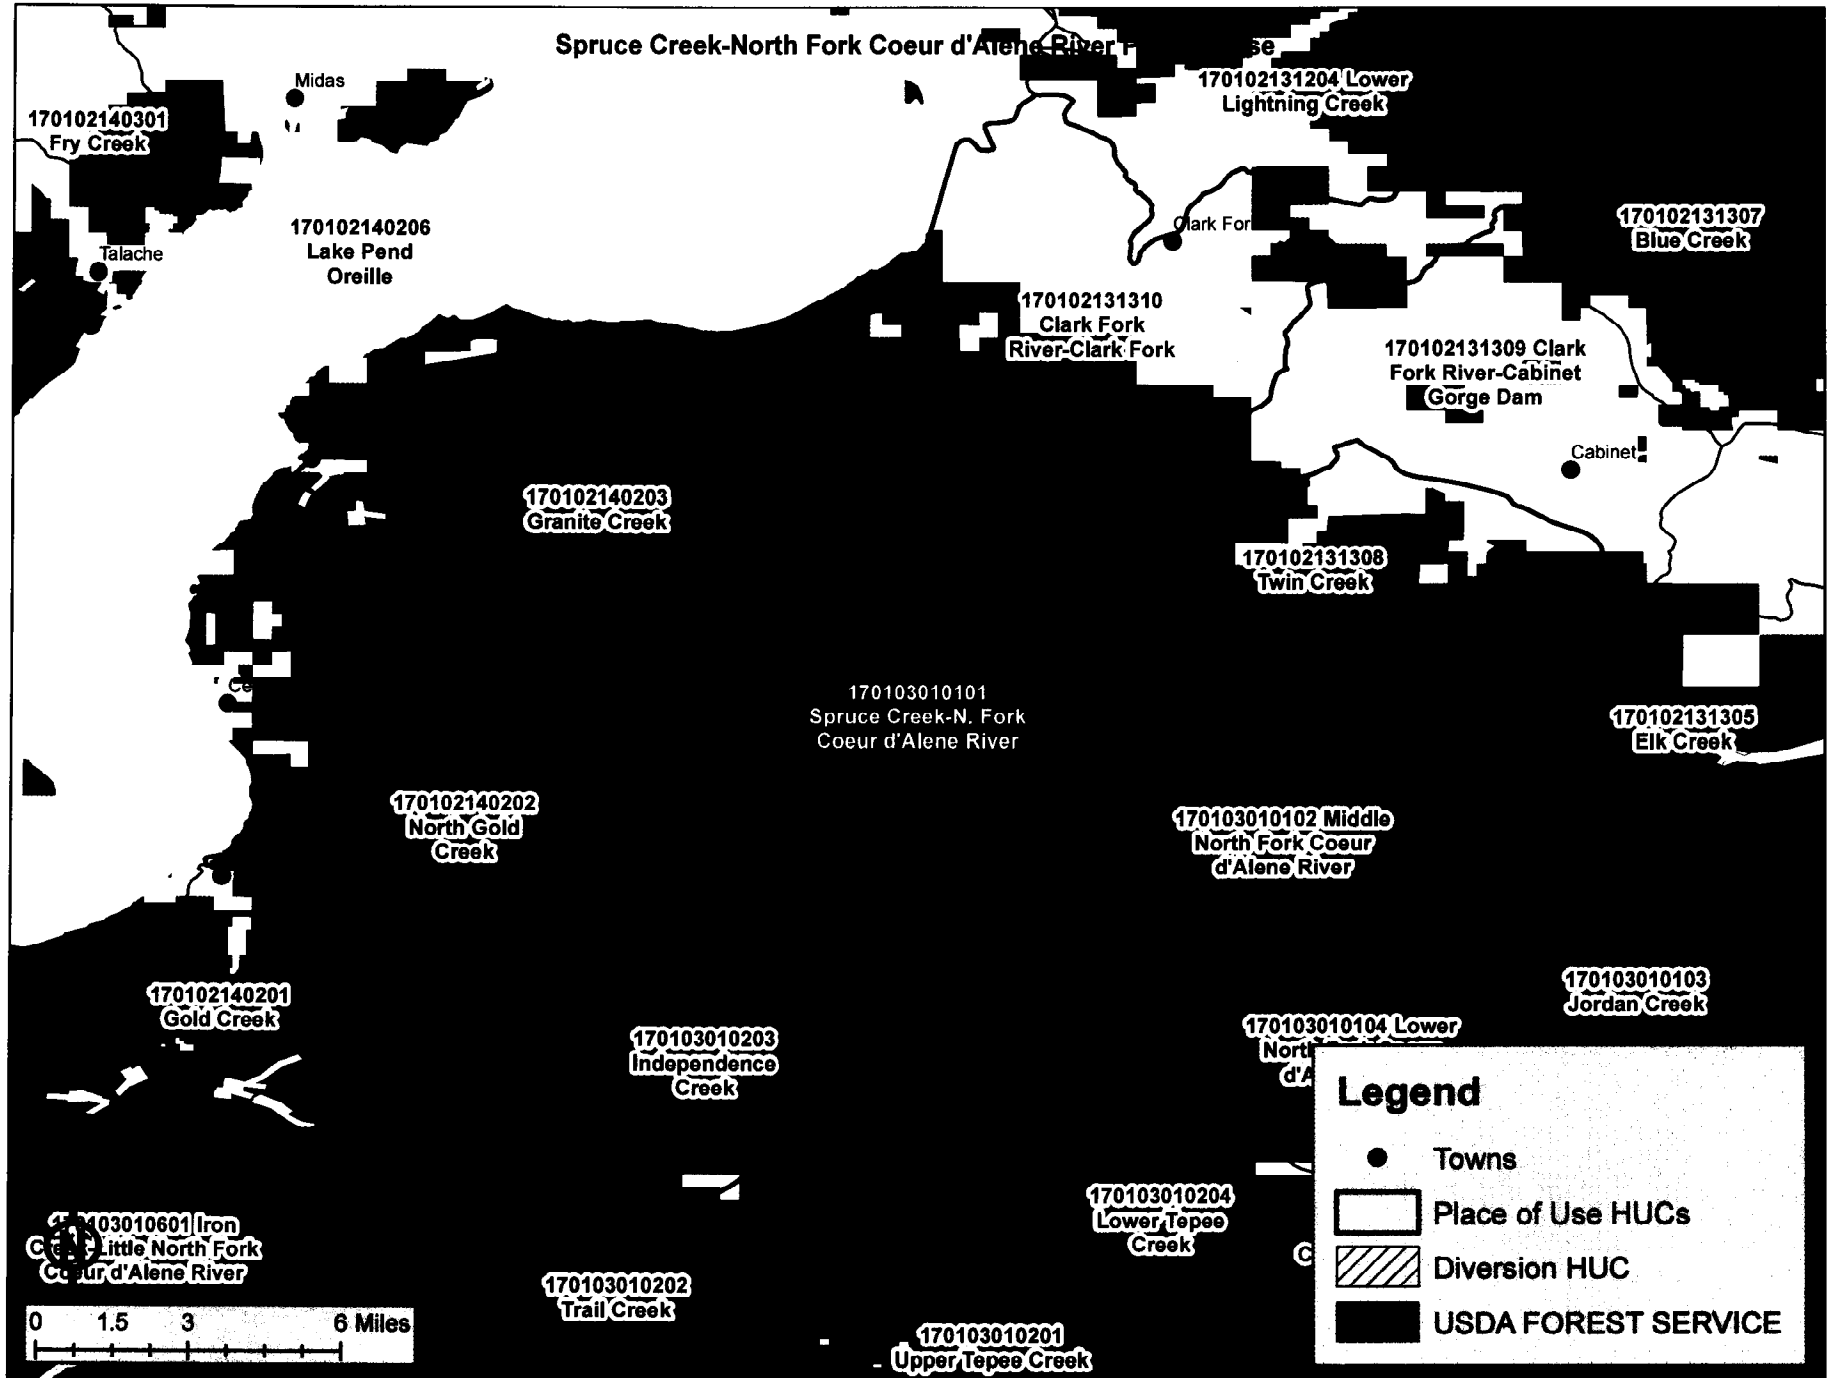 Spruce Creek-North Fork Coeur d'Alene River
Midas
170102131204 Lower
Lightning Creek
170102140301
Fry Creek
170102140206
Lake Pend
Oreille
170102131307
Blue Creek
Clark For
Talache
170102131310
Clark Fork
River-Clark Fork
170102131309 Clark
Fork River-Cabinet
Gorge Dam
Cabinet
170102140203
Granite Creek
170102131308
Twin Creek
Ce
170103010101
Spruce Creek-N. Fork
Coeur d'Alene River
170102131305
Elk Creek
170102140202
North Gold
Creek
170103010102 Middle
North Fork Coeur
d'Alene River
170102140201
Gold Creek
170103010103
Jordan Creek
170103010203
Independence
Creek
170103010104 Lower
Nort
d'A
Legend
Towns
Place of Use HUCs
Diversion HUC
USDA FOREST SERVICE
170103010204
Lower Tepee
Creek
C
N
103010601 Iron
Little North Fork
d'Alene River
170103010202
Trail Creek
170103010201
Upper Tepee Creek
0 1.5 3 6 Miles